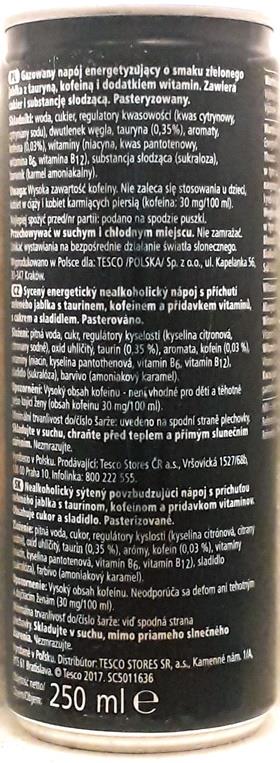 PL Gazowany napój energetyzujący o smaku zielonego
jabłka z tauryną, kofeiną i dodatkiem witamin. Zawiera
cukier i substancję słodzącą. Pasteryzowany.
Składniki: woda, cukier, regulatory kwasowości (kwas cytrynowy,
cytryniany sodu), dwutlenek węgla, tauryna (0,35%), aromaty,
kofeina (0,03%), witaminy (niacyna, kwas pantotenowy,
witamina B6, witamina B12), substancja słodząca (sukraloza),
barwnik (karmel amoniakalny).
Uwaga: Wysoka zawartość kofeiny. Nie zaleca się stosowania u dzieci,
kobiet w ciąży i kobiet karmiących piersią (kofeina: 30 mg/100 ml).
Najlepiej spożyć przed/nr partii: podano na spodzie puszki.
Przechowywać w suchym i chłodnym miejscu. Nie zamrażać.
Unikać wystawiania na bezpośrednie działanie światła słonecznego.
Wyprodukowano w Polsce dla: TESCO /POLSKA/ Sp. z o.o., ul. Kapelanka 56,
Kraków.
CZ Sycený energetický nealkoholický nápoj s příchutí
zeleného jablka s taurinem, kofeinem a přídavkem vitaminů,
s cukrem a sladidlem. Pasterováno.
Složení: pitná voda, cukr, regulátory kyselosti (kyselina citronová,
citronany sodné), oxid uhličitý, taurin (0,35 %), aromata, kofein (0,03 %),
vitaminy (niacin, kyselina pantothenová, vitamin B6, vitamin B12),
sladidlo (sukralóza), barvivo (amoniakový karamel).
Upozornění: Vysoký obsah kofeinu - není vhodné pro děti a těhotné
nebo kojící ženy (obsah kofeinu 30 mg/100 ml).
Minimální trvanlivost do/číslo šarže: uvedeno na spodní straně plechovky.
Skladujte v suchu, chraňte před teplem a přímým slunečním
zářením. Nezmrazujte.
Vyrobeno v Polsku. Prodávající: Tesco Stores ČR a.s., Vršovická 1527/68b,
100 00 Praha 10. Infolinka: 800 222 555.
SK Nealkoholický sýtený povzbudzujúci nápoj s príchuťou
zeleného jablka s taurínom, kofeínom a prídavkom vitamínov.
Obsahuje cukor a sladidlo. Pasterizované.
Zloženie: pitná voda, cukor, regulátory kyslosti (kyselina citrónová, citrany
sodné), oxid uhličitý, taurín (0,35 %), arómy, kofeín (0,03 %), vitamíny
(niacín, kyselina pantoténová, vitamín B6, vitamín B12), sladidlo
(sukralóza), farbivo (amoniakový karamel).
Upozornenie: Vysoký obsah kofeínu. Neodporúča sa deťom ani tehotným
a dojčiacim ženám (30 mg/100 ml).
Minimálna trvanlivosť do/číslo šarže: viď spodná strana
plechovky. Skladujte v suchu, mimo priameho slnečného
žiarenia. Nezmrazujte.
Vyrobené v Poľsku. Distribútor: TESCO STORES SR, a.s., Kamenné nám. 1/A,
815 61 Bratislava. © Tesco 2017. SC5011636
250 ml e